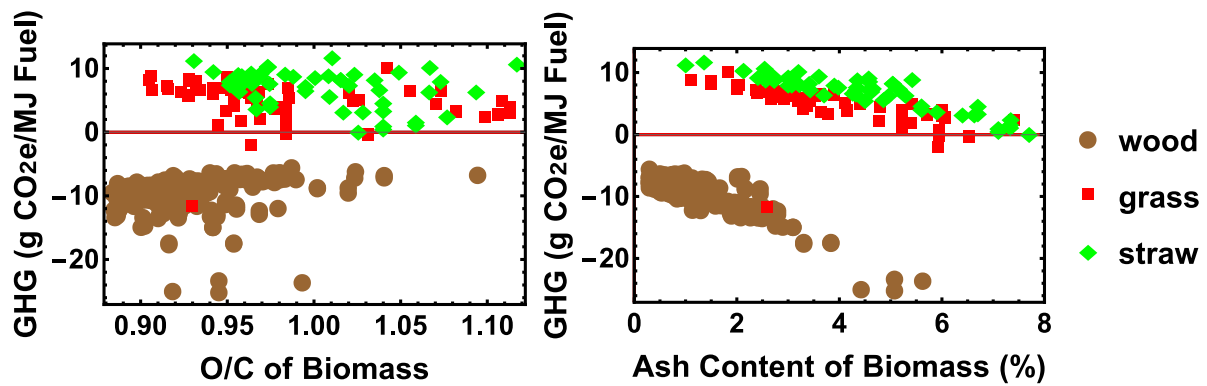 GHG (g CO2e/MJ Fuel)
10
0
−10
−20
0.90 0.95 1.00 1.05 1.10
O/C of Biomass
GHG (g CO2e/MJ Fuel)
10
0
−10
−20
0 2 4 6 8
Ash Content of Biomass (%)
wood
grass
straw